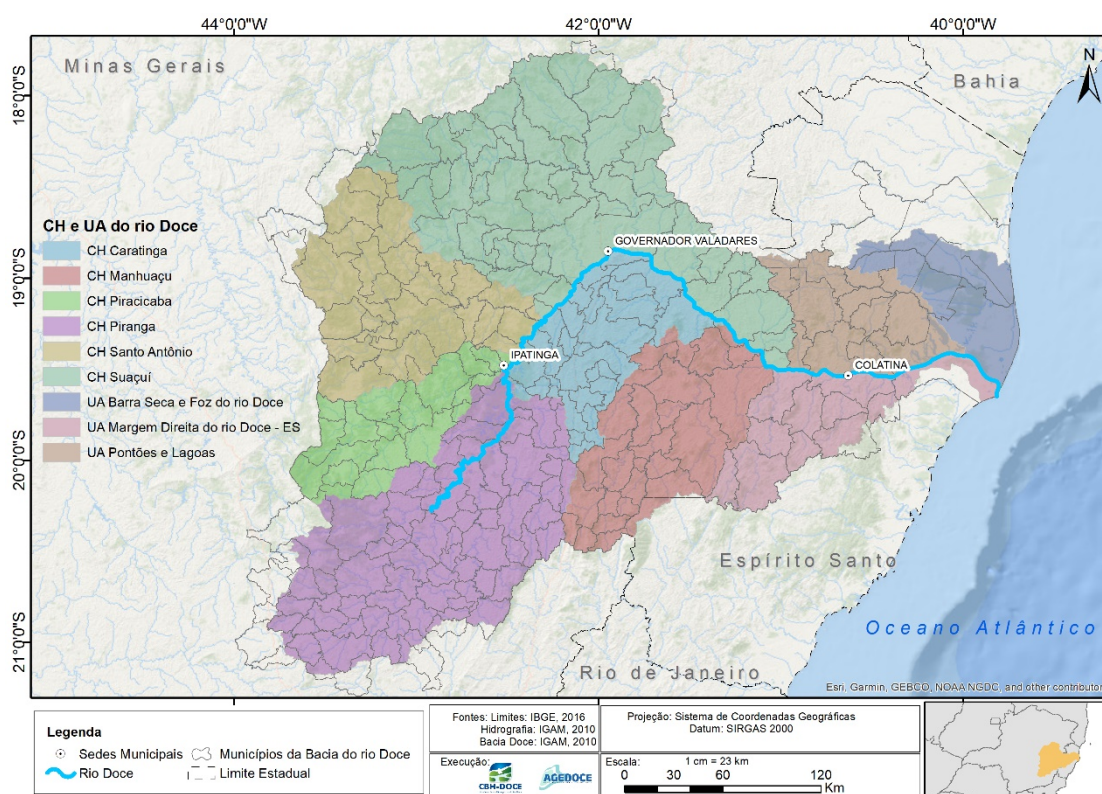 44°0'0"W
42°0'0"W
40°0'0"W
18°0'0"S
19°0'0"S
20°0'0"S
21°0'0"S
Minas Gerais
Bahia
N
CH e UA do rio Doce
CH Caratinga
CH Manhuaçu
CH Piracicaba
CH Piranga
CH Santo Antônio
CH Suaçuí
UA Barra Seca e Foz do rio Doce
UA Margem Direita do rio Doce - ES
UA Pontões e Lagoas
GOVERNADOR VALADARES
IPATINGA
COLATINA
Espírito Santo
Oceano Atlântico
Rio de Janeiro
Esri, Garmin, GEBCO, NOAA NGDC, and other contributor
Legenda
Sedes Municipais
Municípios da Bacia do rio Doce
Rio Doce
Limite Estadual
Fontes: Limites: IBGE, 2016
Hidrografia: IGAM, 2010
Bacia Doce: IGAM, 2010
Projeção: Sistema de Coordenadas Geográficas
Datum: SIRGAS 2000
Execução:
CBH-DOCE
AGEDOCE
Escala:
1 cm = 23 km
0 30 60 120
Km